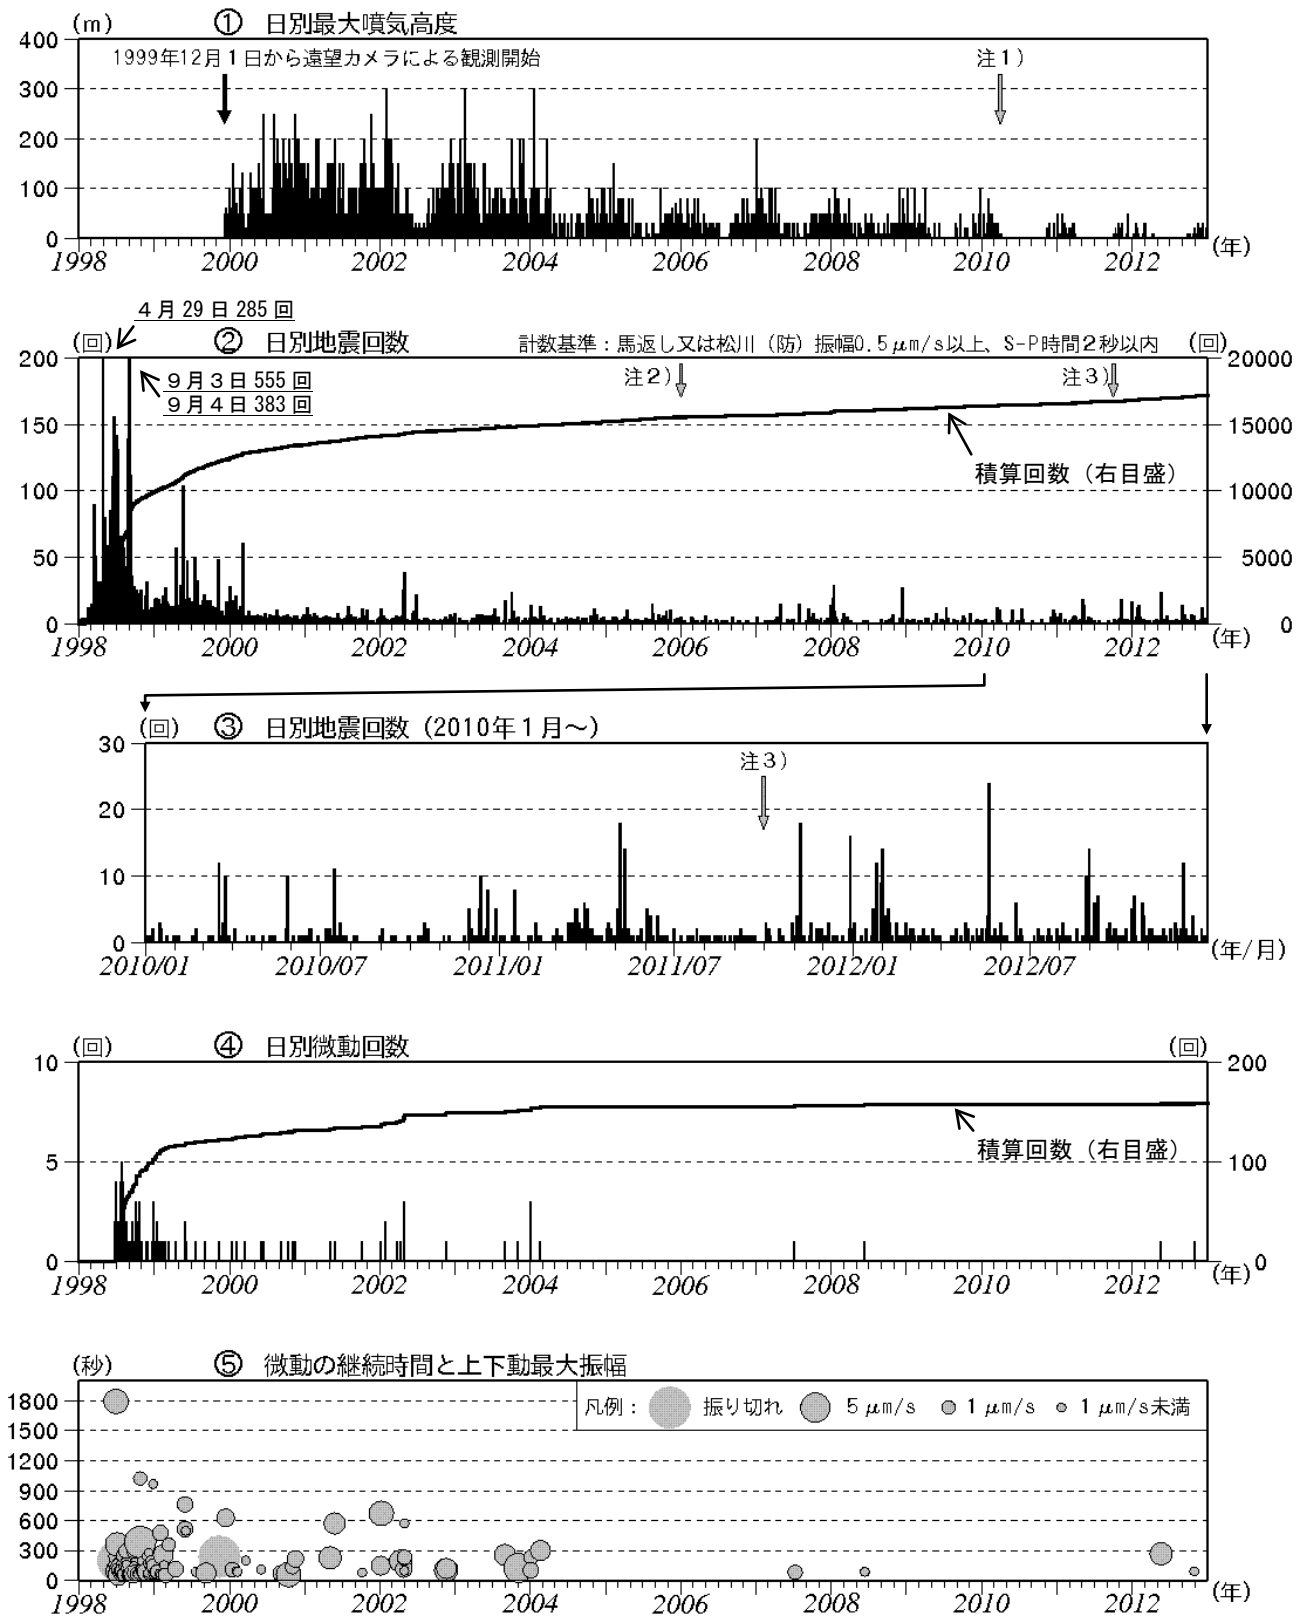 (m) ① 日別最大噴気高度
400
1999年12月1日から遠望カメラによる観測開始 注1)
300
200
100
0
1998 2000 2002 2004 2006 2008 2010 2012 (年)
4月29日285回
(回) ② 日別地震回数 計数基準:馬返し又は松川(防)振幅0.5μm/s以上、S-P時間2秒以内 (回)
200 20000
9月3日555回 注2) 注3)
9月4日383回
150 15000
積算回数(右目盛)
100 10000
50 5000
0 0
1998 2000 2002 2004 2006 2008 2010 2012 (年)
(回) ③ 日別地震回数(2010年1月~)
30
注3)
20
10
0
2010/01 2010/07 2011/01 2011/07 2012/01 2012/07 (年/月)
(回) ④ 日別微動回数 (回)
10 200
積算回数(右目盛)
5 100
0 0
1998 2000 2002 2004 2006 2008 2010 2012 (年)
(秒) ⑤ 微動の継続時間と上下動最大振幅
1800 凡例: 振り切れ 5μm/s 1μm/s 1μm/s未満
1500
1200
900
600
300
0
1998 2000 2002 2004 2006 2008 2010 2012 (年)